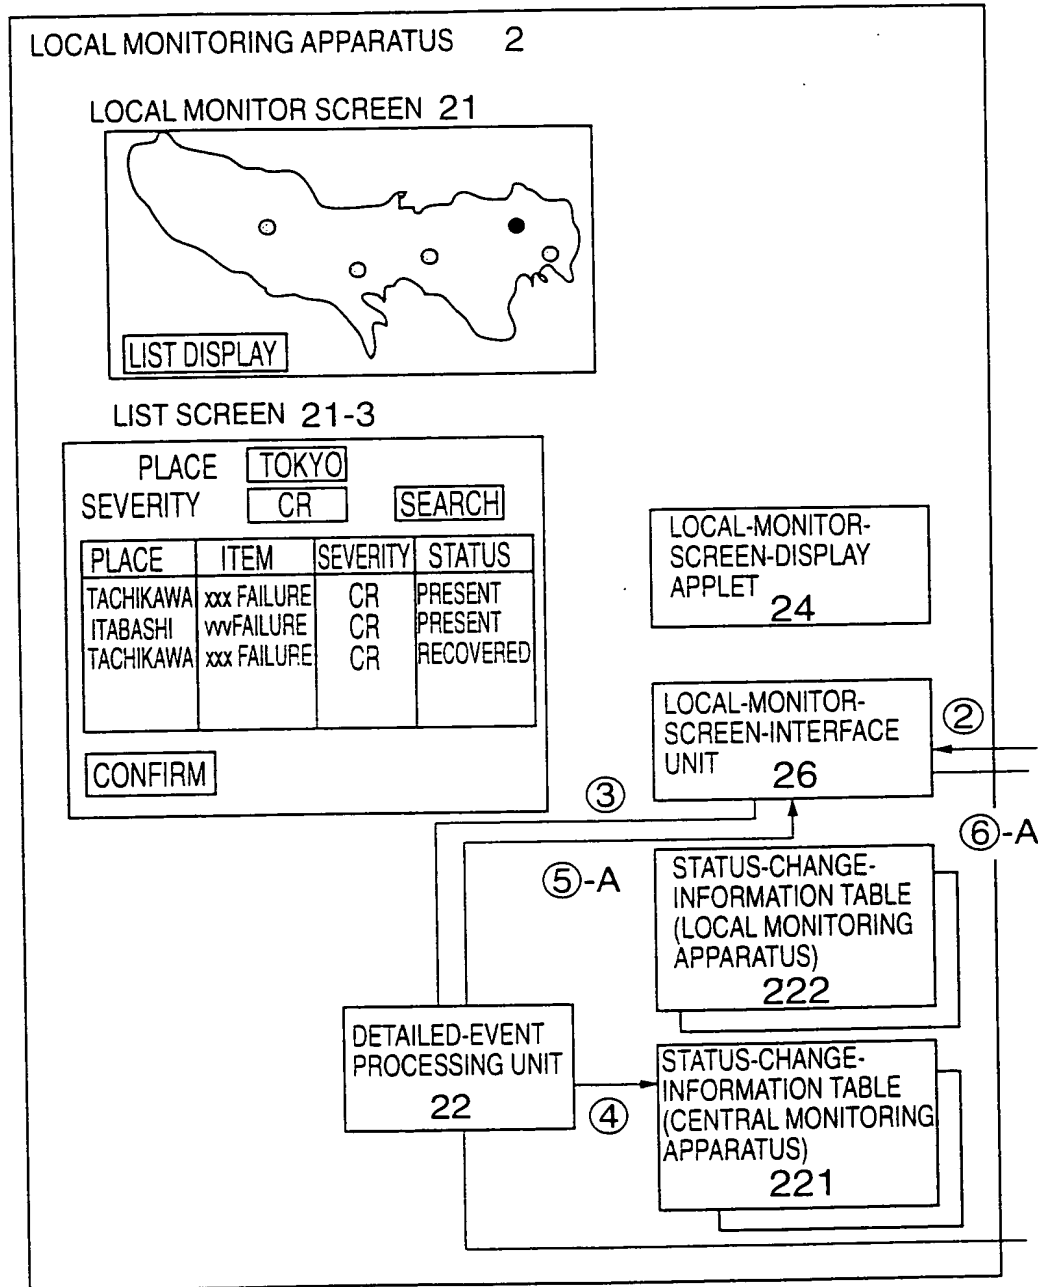 LOCAL MONITORING APPARATUS 2
LOCAL MONITOR SCREEN 21
LIST DISPLAY
LIST SCREEN 21-3
PLACE TOKYO
SEVERITY CR SEARCH
PLACE ITEM SEVERITY STATUS
TACHIKAWA xxx FAILURE CR PRESENT
ITABASHI vvvFAILURE CR PRESENT
TACHIKAWA xxx FAILURE CR RECOVERED
CONFIRM
LOCAL-MONITOR-
SCREEN-DISPLAY
APPLET
24
LOCAL-MONITOR-
SCREEN-INTERFACE
UNIT 26
②
③
⑥-A
⑤-A
STATUS-CHANGE-
INFORMATION TABLE
(LOCAL MONITORING
APPARATUS)
222
DETAILED-EVENT
PROCESSING UNIT
22
④
STATUS-CHANGE-
INFORMATION TABLE
(CENTRAL MONITORING
APPARATUS)
221